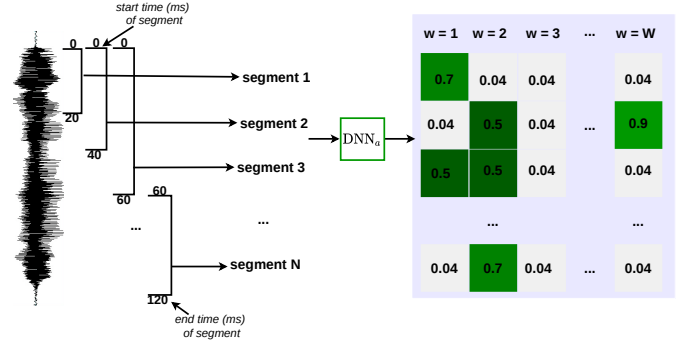 start time (ms)
of segment
0 0 0
20
40
60
60
120
segment 1
segment 2
segment 3
...
...
segment N
end time (ms)
of segment
DNNₐ
w = 1 w = 2 w = 3 ... w = W
0.7 0.04 0.04 0.04
0.04 0.5 0.04 ... 0.9
0.5 0.5 0.04 0.04
... ...
0.04 0.7 0.04 ... 0.04